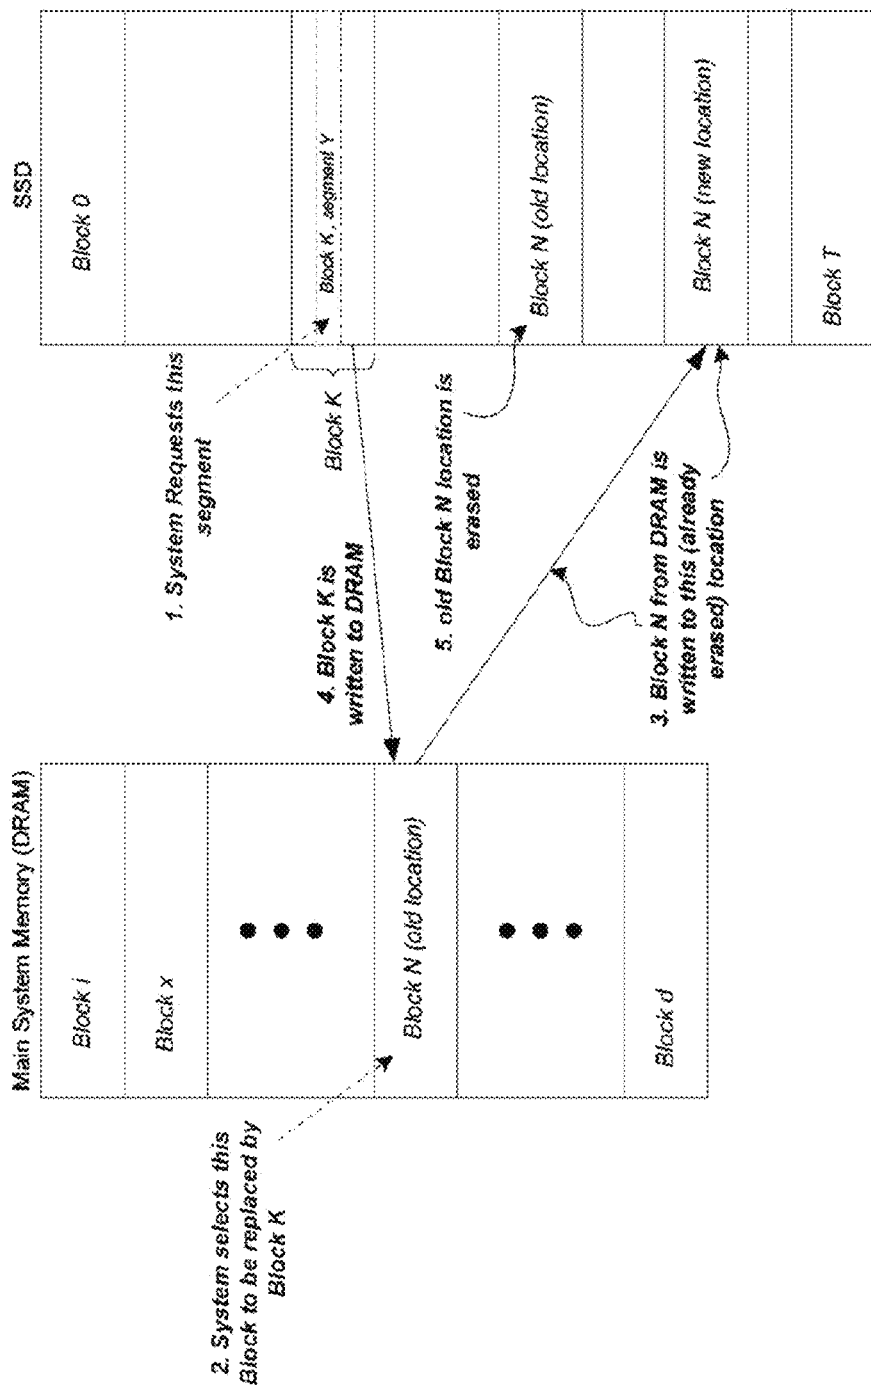 Main System Memory (DRAM)
Block i
Block x
Block N (old location)
Block d
2. System selects this
Block to be replaced by
Block K
SSD
Block 0
Block K, segment Y
Block N (old location)
Block N (new location)
Block T
1. System Requests this
segment
Block K
4. Block K is
written to DRAM
5. old Block N location is
erased
3. Block N from DRAM is
written to this (already
erased) location